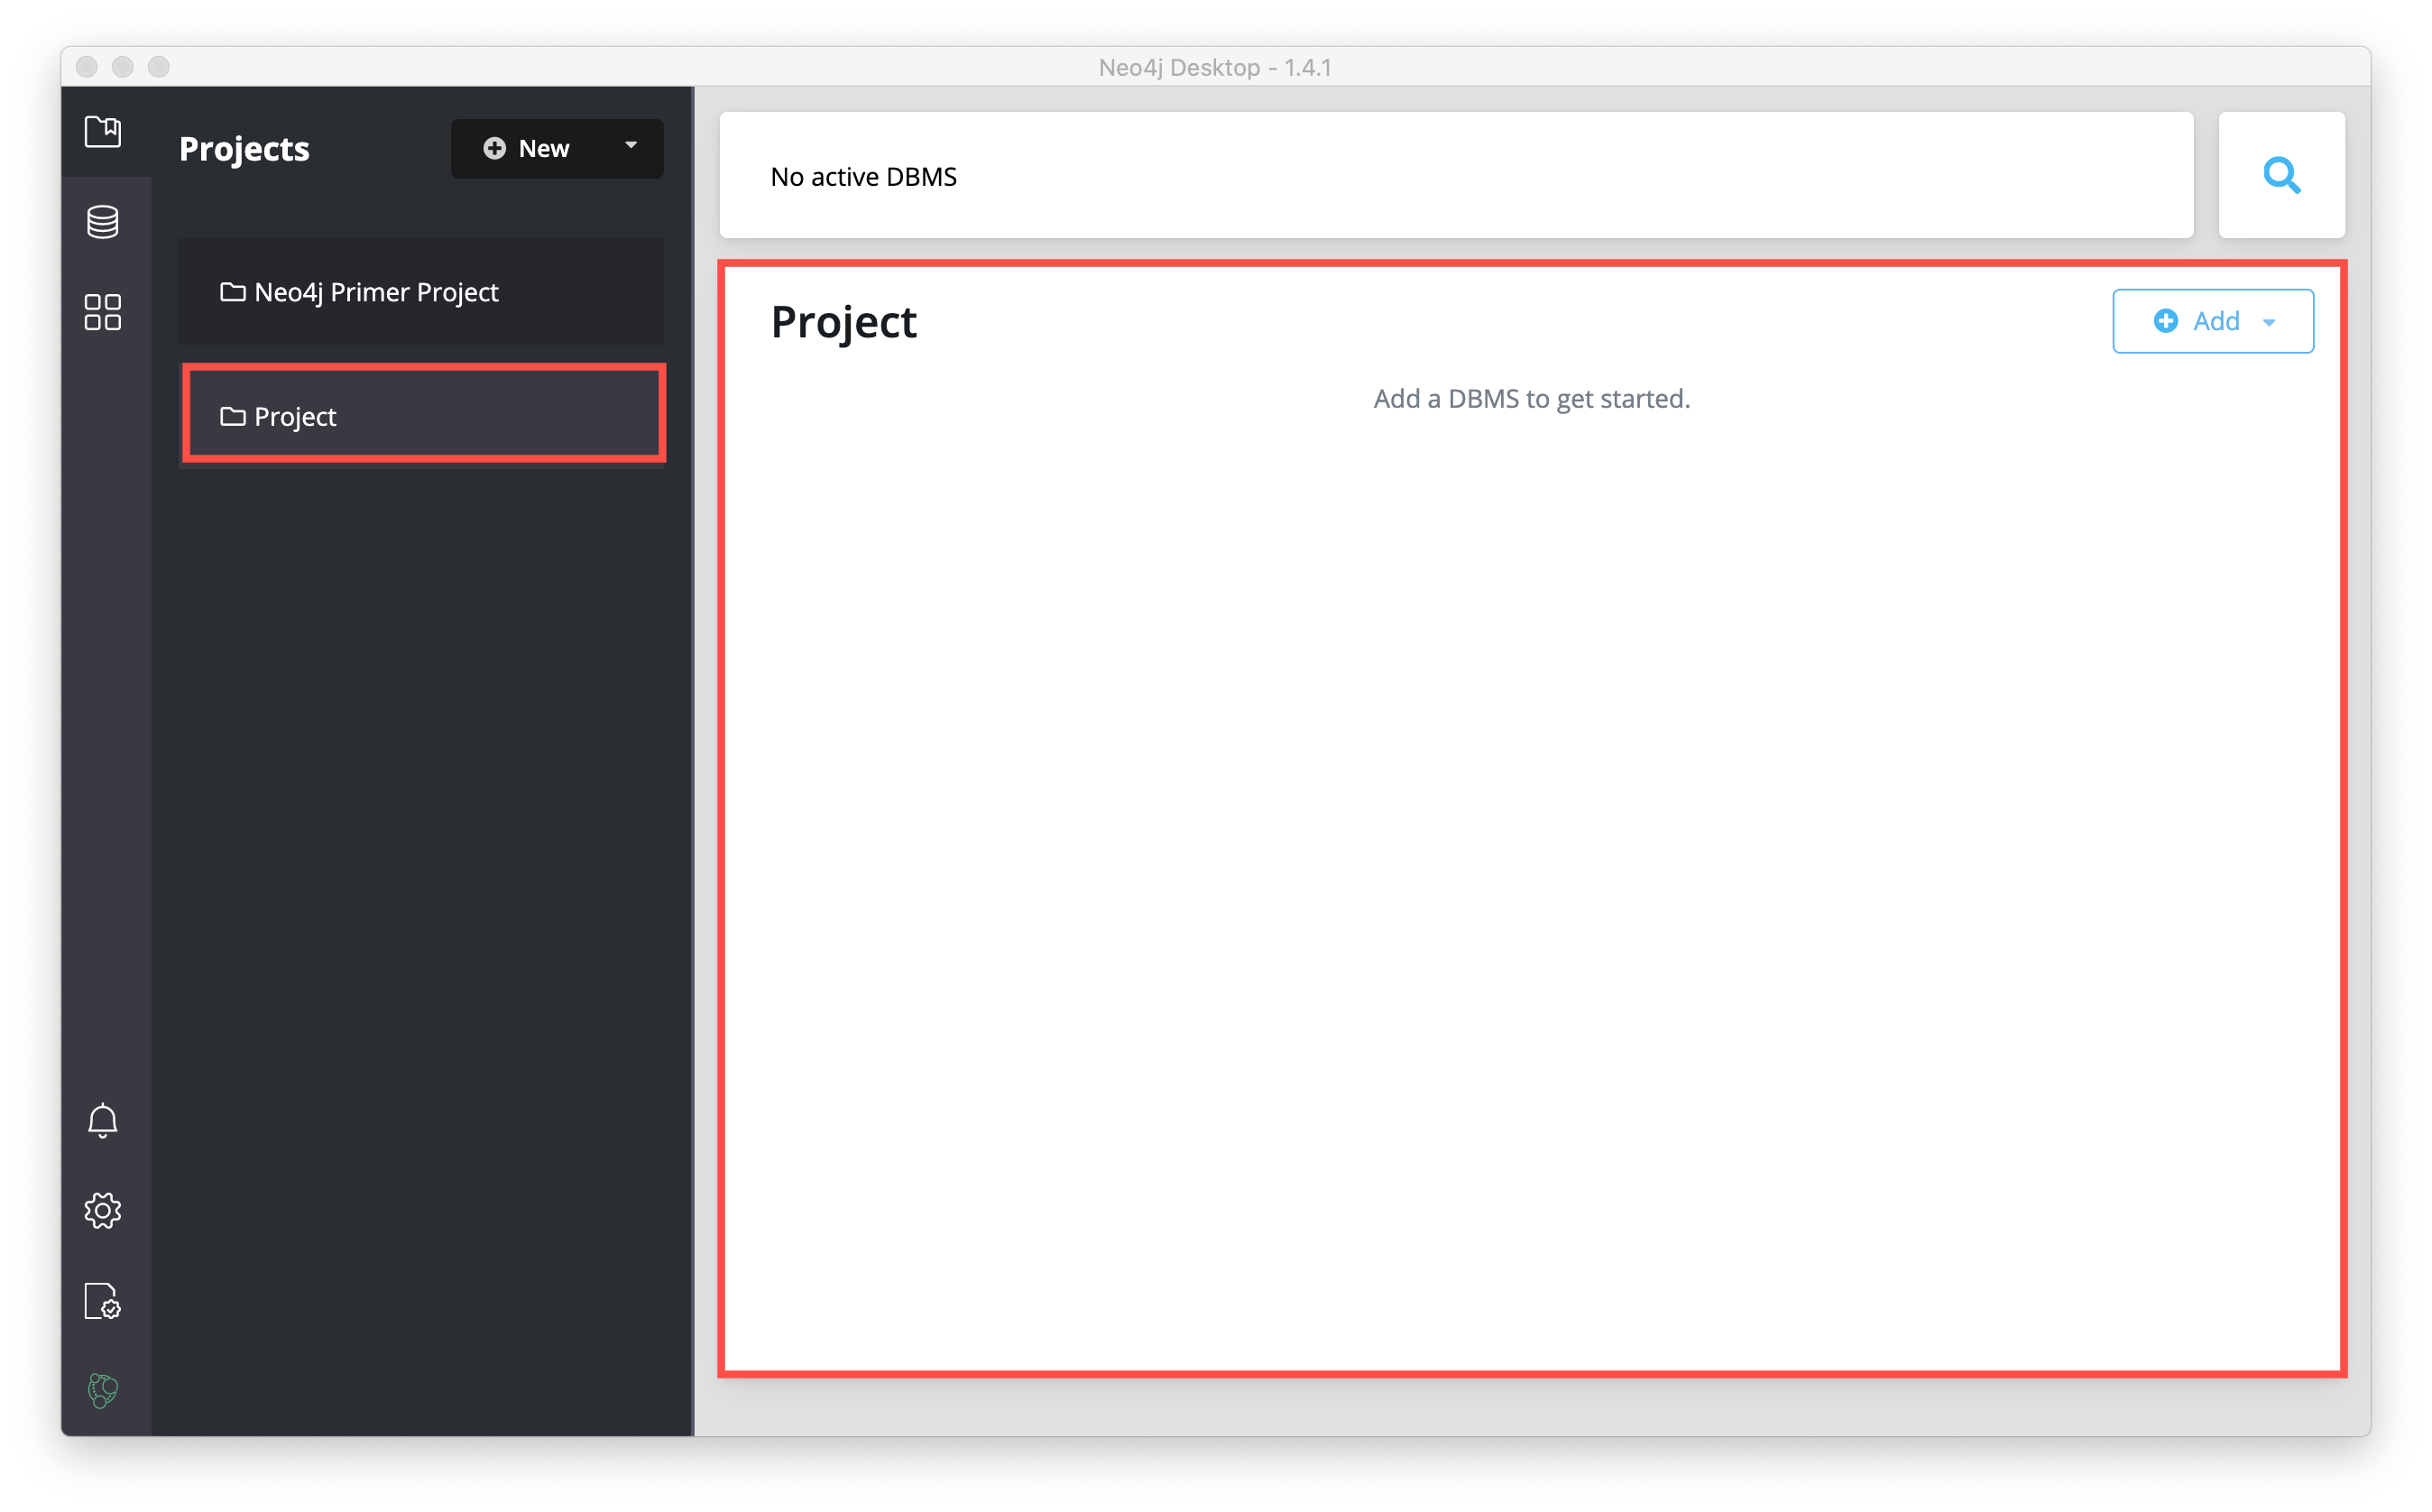 Neo4j Desktop - 1.4.1
Projects
New
Neo4j Primer Project
Project
No active DBMS
Project
Add
Add a DBMS to get started.